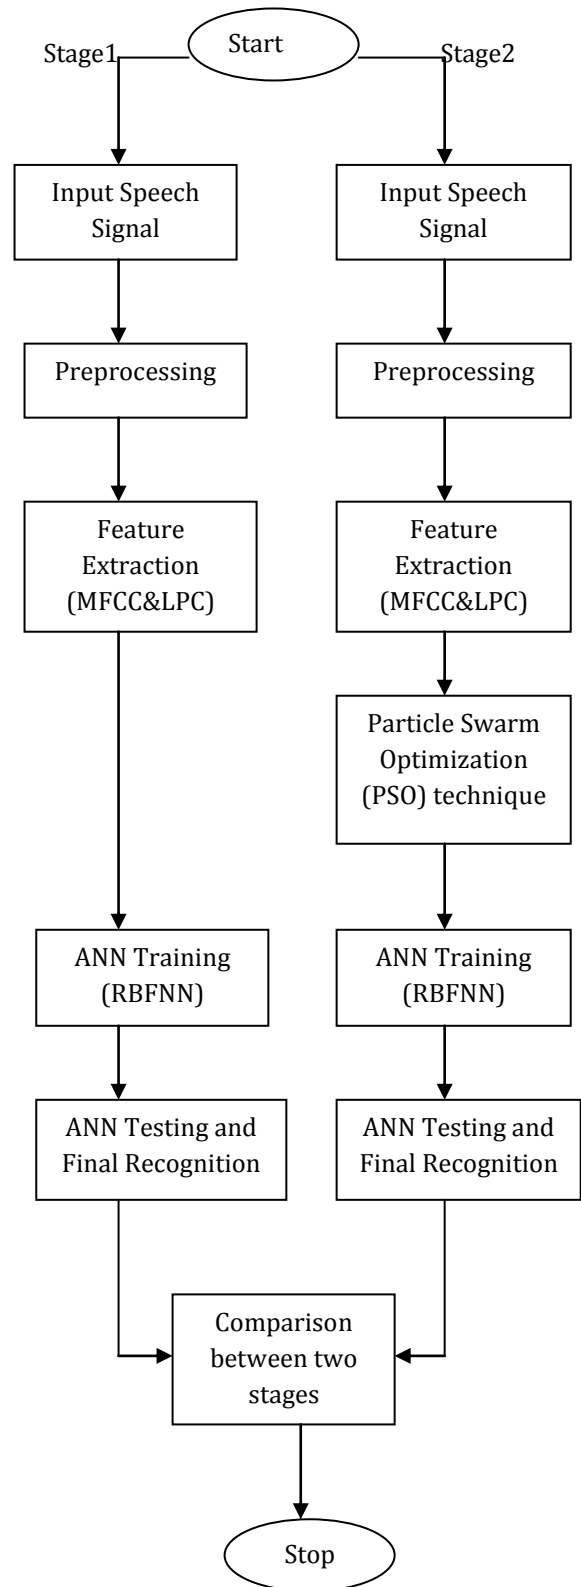 Start
Stage1
Stage2
Input Speech
Signal
Input Speech
Signal
Preprocessing
Preprocessing
Feature
Extraction
(MFCC&LPC)
Feature
Extraction
(MFCC&LPC)
Particle Swarm
Optimization
(PSO) technique
ANN Training
(RBFNN)
ANN Training
(RBFNN)
ANN Testing and
Final Recognition
ANN Testing and
Final Recognition
Comparison
between two
stages
Stop